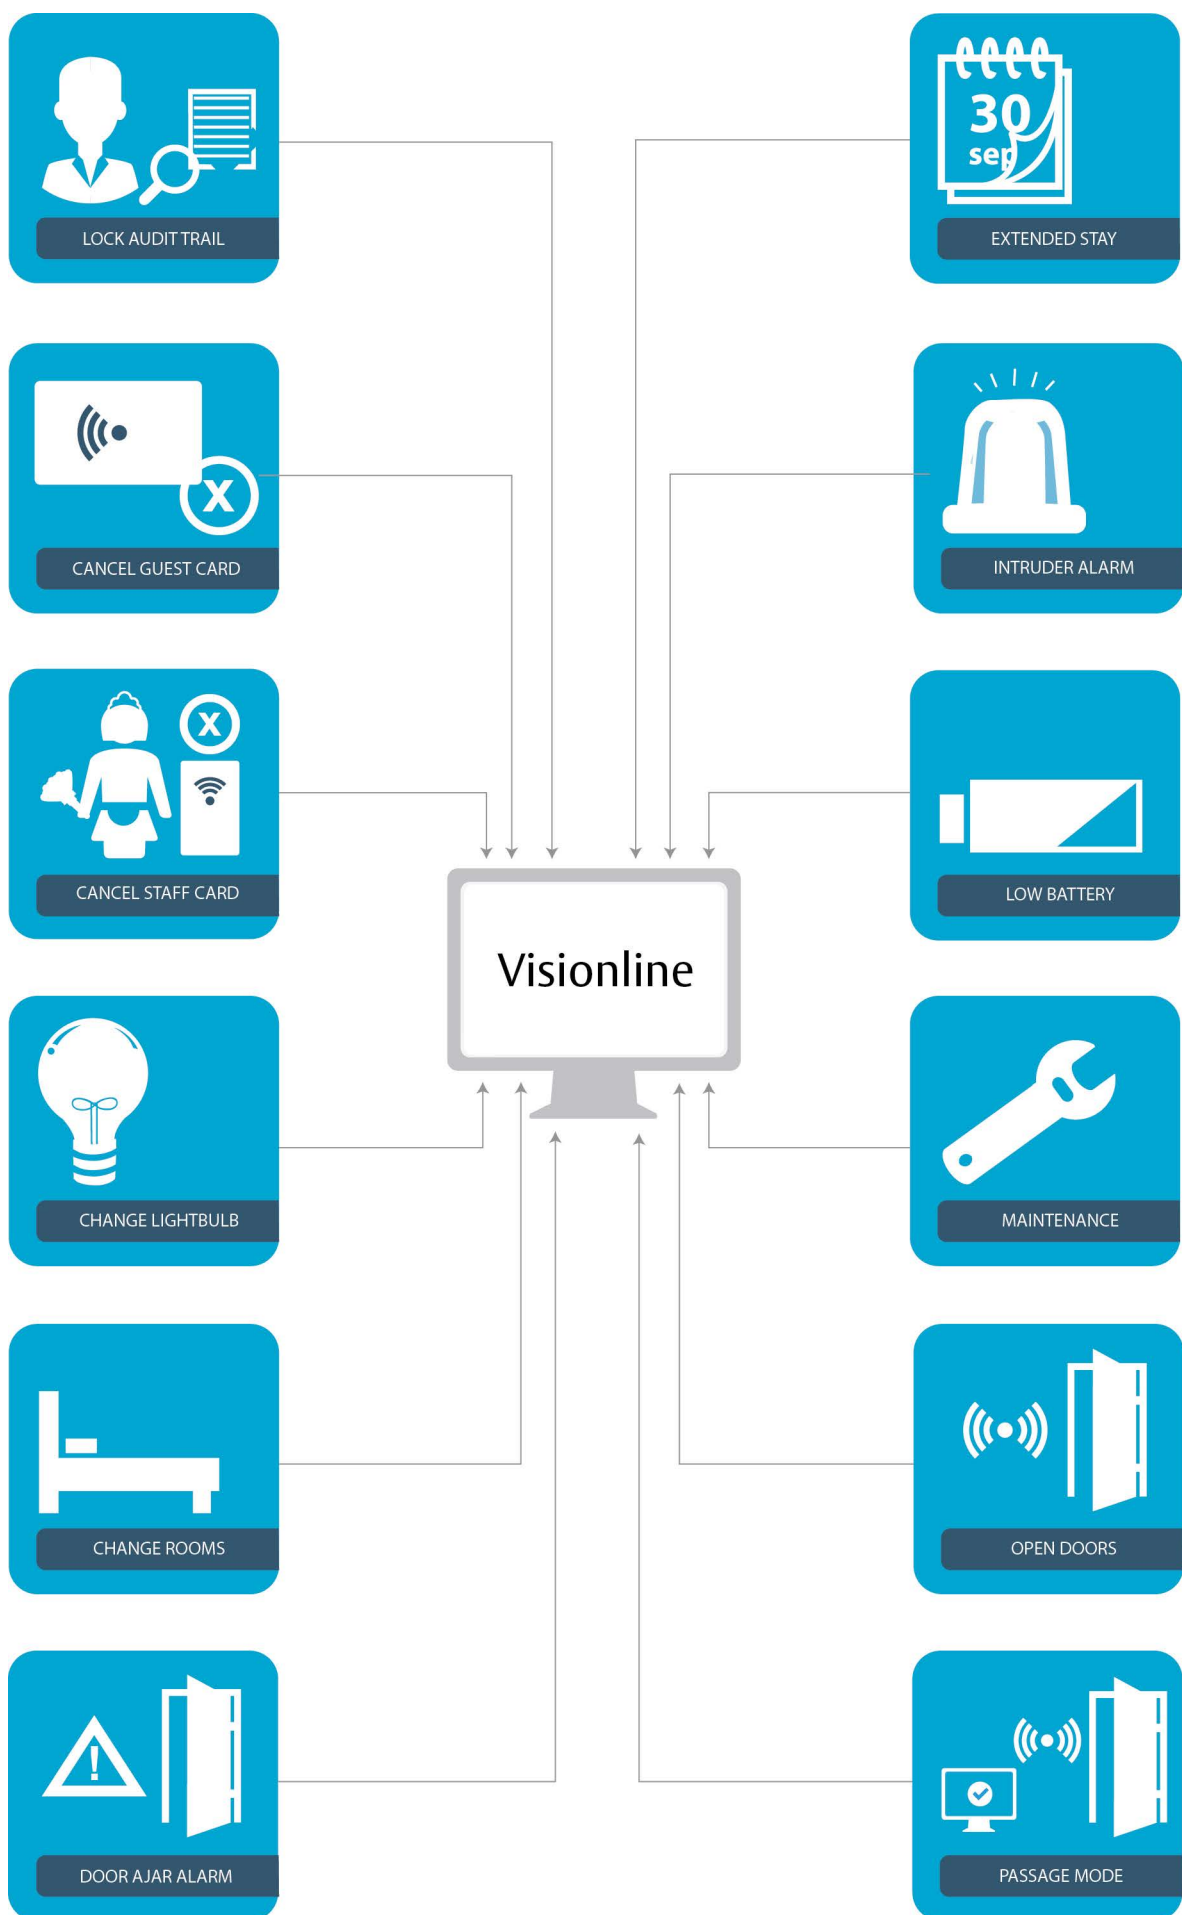 LOCK AUDIT TRAIL
30
sep
EXTENDED STAY
X
CANCEL GUEST CARD
INTRUDER ALARM
X
CANCEL STAFF CARD
LOW BATTERY
Visionline
CHANGE LIGHTBULB
MAINTENANCE
CHANGE ROOMS
OPEN DOORS
!
DOOR AJAR ALARM
PASSAGE MODE